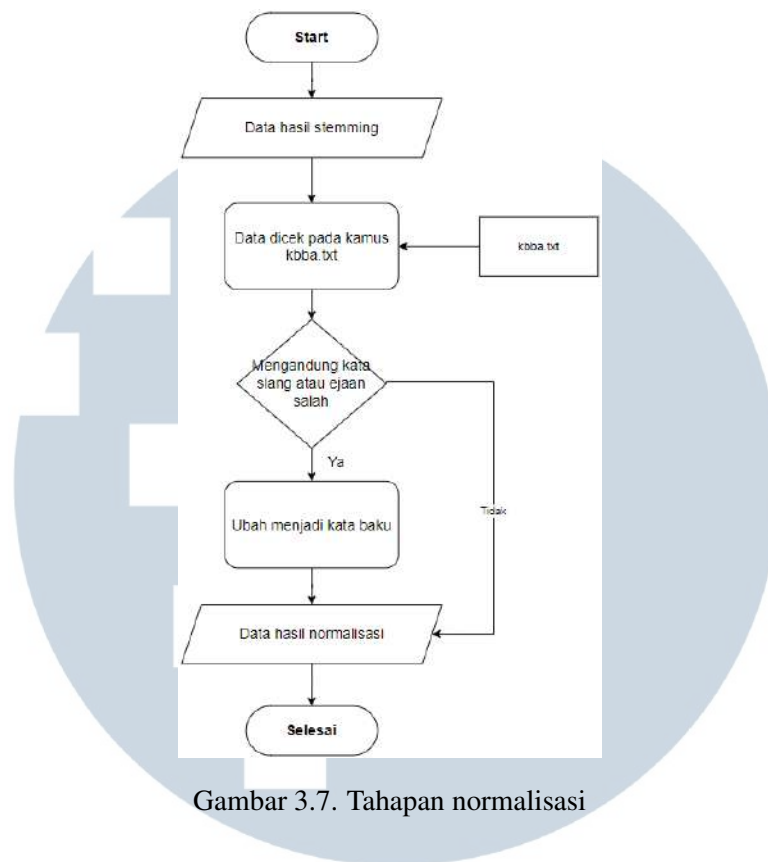 Start
Data hasil stemming
Data dicek pada kamus
kbba.txt
kbba.txt
Mengandung kata
slang atau ejaan
salah
Ya
Ubah menjadi kata baku
Tidak
Data hasil normalisasi
Selesai
Gambar 3.7. Tahapan normalisasi